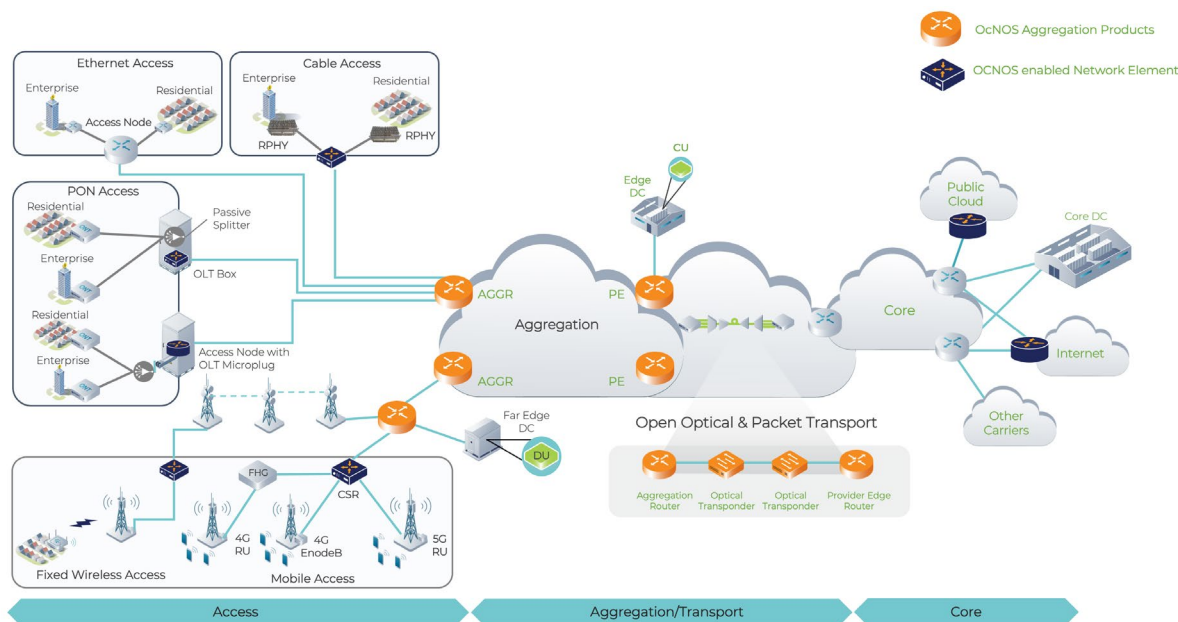 OcNOS Aggregation Products
OCNOS enabled Network Element
Ethernet Access
Enterprise
Residential
Access Node
Cable Access
Enterprise
Residential
RPHY
RPHY
PON Access
Residential
ONT
Passive
Splitter
Enterprise
ONT
OLT Box
Residential
ONT
Enterprise
ONT
Access Node with
OLT Microplug
CU
Edge
DC
AGGR
PE
Aggregation
AGGR
PE
Public
Cloud
Core DC
Core
Internet
Other
Carriers
Far Edge
DC
DU
Open Optical & Packet Transport
Aggregation
Router
Optical
Transponder
Optical
Transponder
Provider Edge
Router
FHG
CSR
4G
RU
4G
EnodeB
5G
RU
Fixed Wireless Access
Mobile Access
Access
Aggregation/Transport
Core